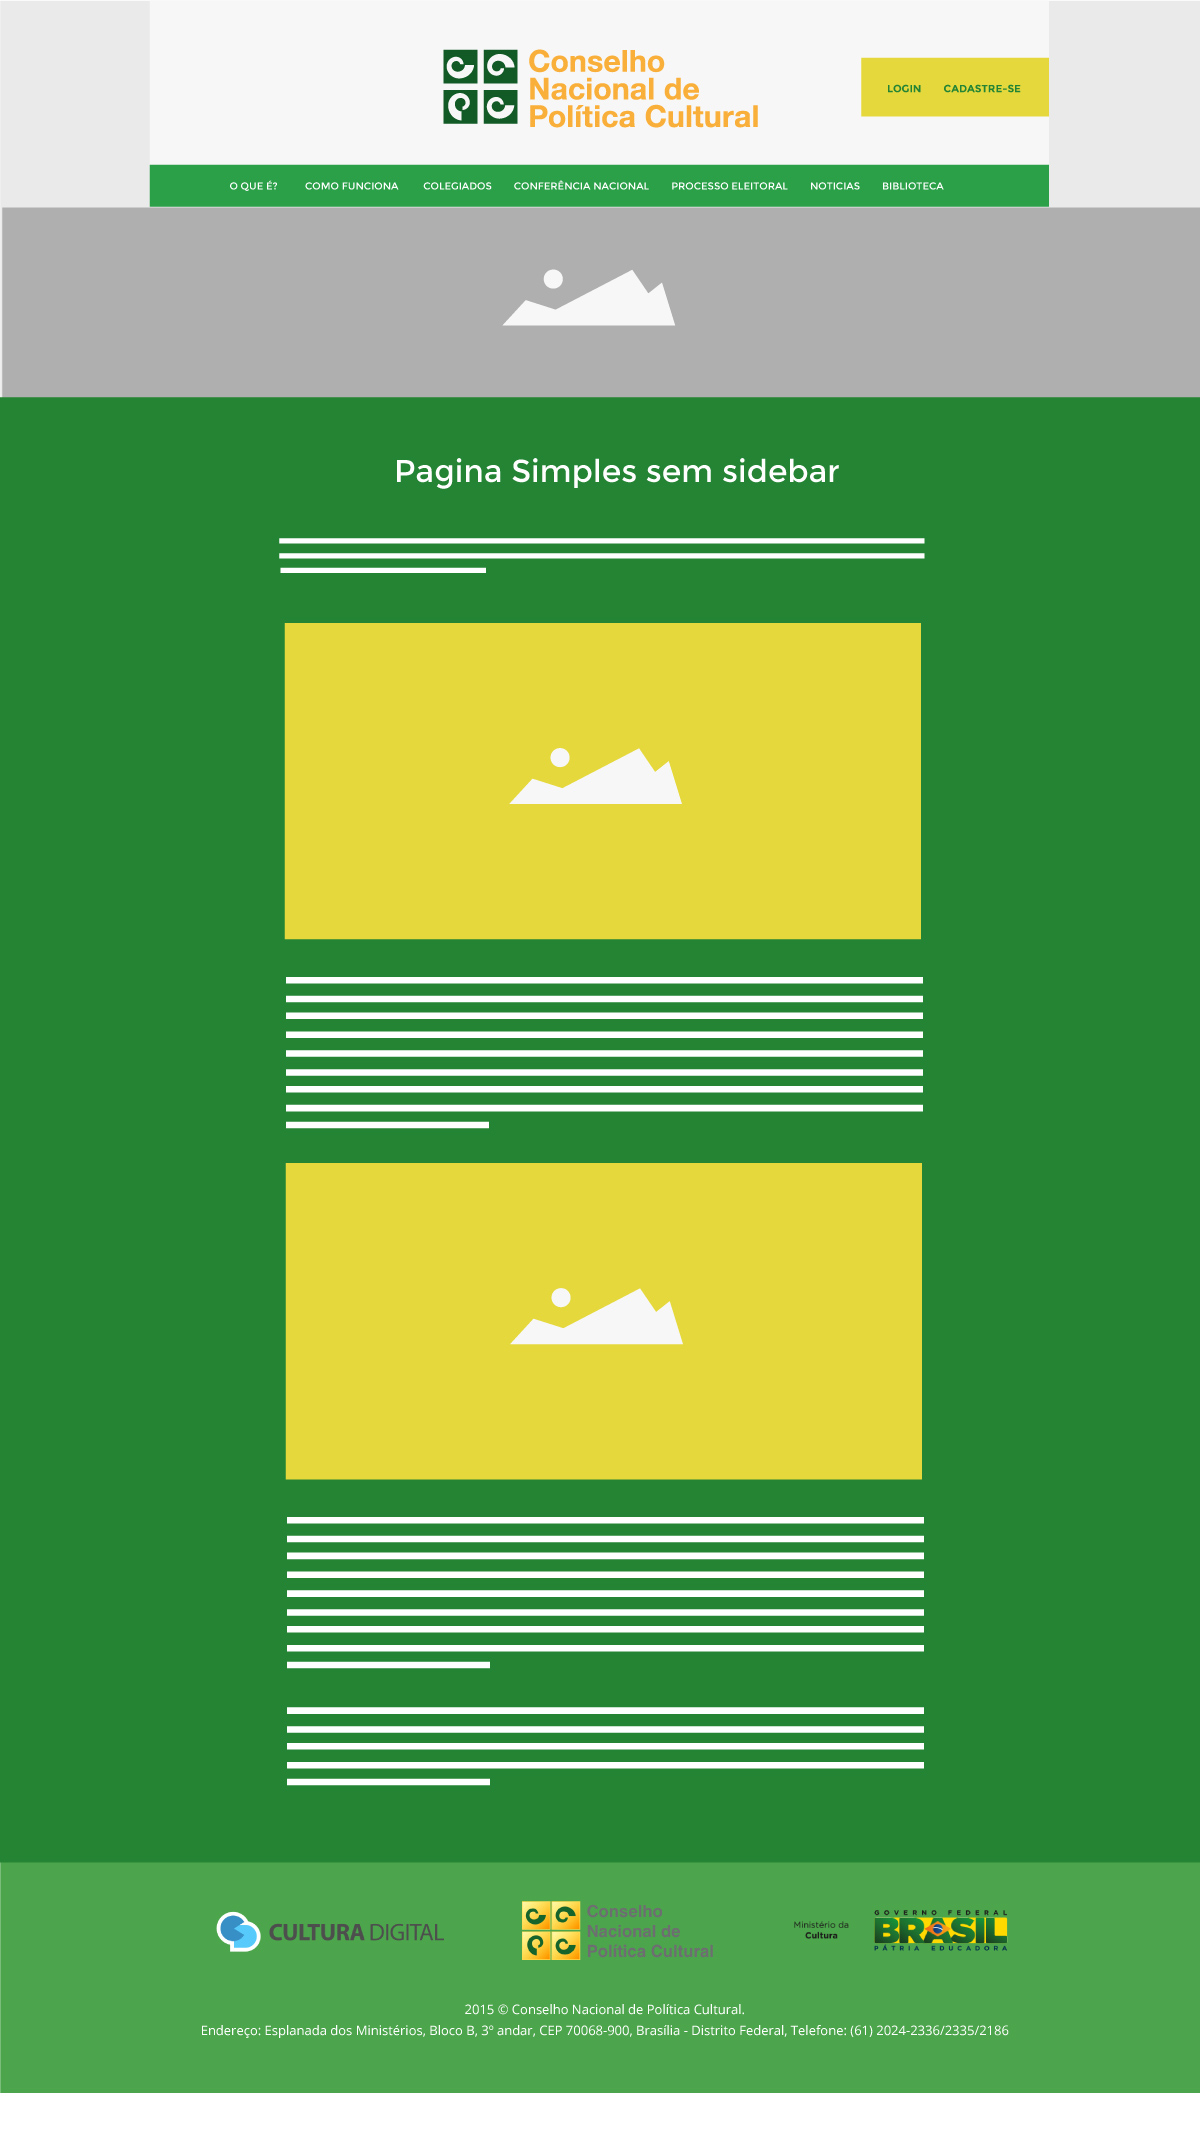 Conselho
Nacional de
Política Cultural
LOGIN CADASTRE-SE
O QUE É? COMO FUNCIONA COLEGIADOS CONFERÊNCIA NACIONAL PROCESSO ELEITORAL NOTICIAS BIBLIOTECA
Pagina Simples sem sidebar
CULTURA DIGITAL
Conselho
Nacional de
Política Cultural
Ministério da
Cultura
GOVERNO FEDERAL
BRASIL
PÁTRIA EDUCADORA
2015 © Conselho Nacional de Política Cultural.
Endereço: Esplanada dos Ministérios, Bloco B, 3º andar, CEP 70068-900, Brasília - Distrito Federal, Telefone: (61) 2024-2336/2335/2186